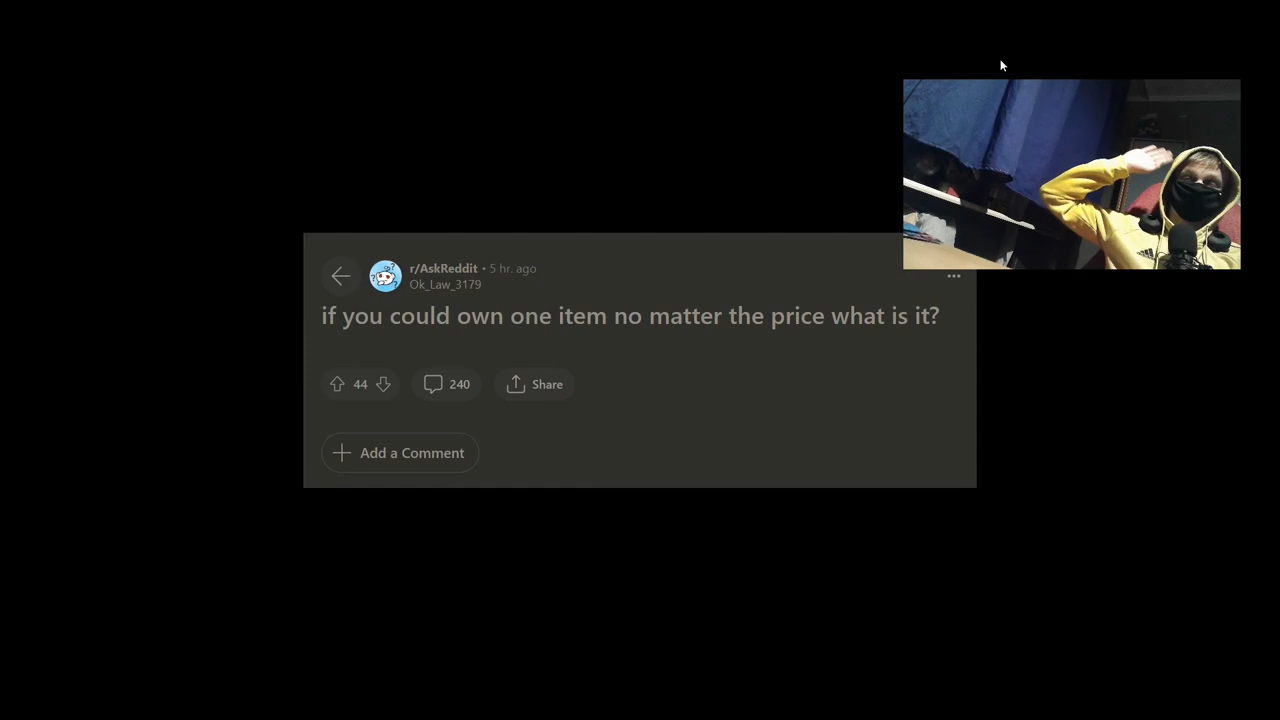 r/AskReddit • 5 hr. ago
Ok_Law_3179
if you could own one item no matter the price what is it?
44
240
Share
Add a Comment